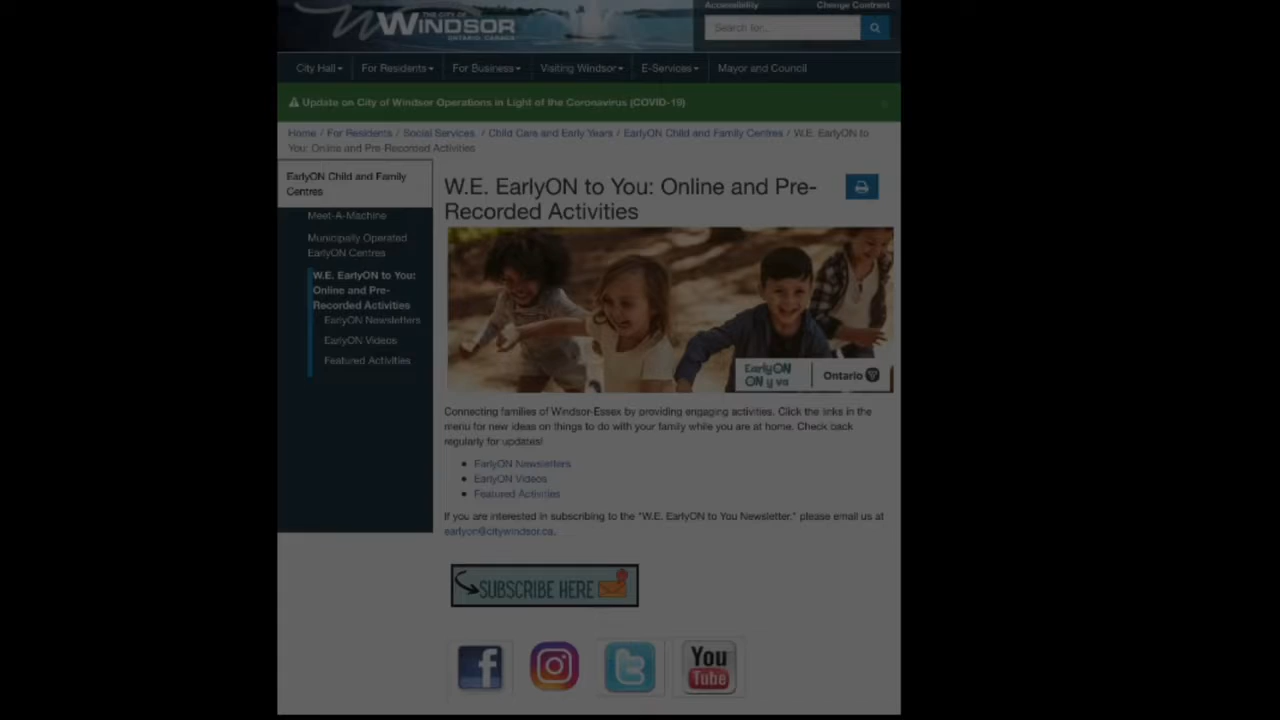 Accessibility
Change Contrast
THE CITY OF
WINDSOR
ONTARIO, CANADA
Search for...
City Hall
For Residents
For Business
Visiting Windsor
E-Services
Mayor and Council
Update on City of Windsor Operations in Light of the Coronavirus (COVID-19)
Home / For Residents / Social Services / Child Care and Early Years / EarlyON Child and Family Centres / W.E. EarlyON to
You: Online and Pre-Recorded Activities
EarlyON Child and Family
Centres
Meet-A-Machine
Municipally Operated
EarlyON Centres
W.E. EarlyON to You:
Online and Pre-
Recorded Activities
EarlyON Newsletters
EarlyON Videos
Featured Activities
W.E. EarlyON to You: Online and Pre-
Recorded Activities
EarlyON
ON y va
Ontario
Connecting families of Windsor-Essex by providing engaging activities. Click the links in the
menu for new ideas on things to do with your family while you are at home. Check back
regularly for updates!
EarlyON Newsletters
EarlyON Videos
Featured Activities
If you are interested in subscribing to the "W.E. EarlyON to You Newsletter," please email us at
earlyon@citywindsor.ca.
SUBSCRIBE HERE
You
Tube